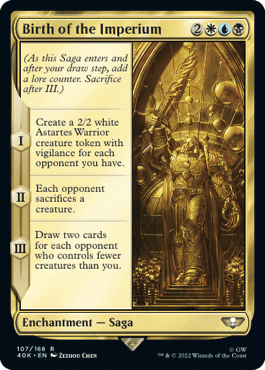 Birth of the Imperium 2WUB
(As this Saga enters and
after your draw step, add
a lore counter. Sacrifice
after III.)
I
Create a 2/2 white
Astartes Warrior
creature token with
vigilance for each
opponent you have.
II
Each opponent
sacrifices a
creature.
III
Draw two cards
for each opponent
who controls fewer
creatures than you.
Enchantment — Saga
107/168 R
40K • EN ZEZHOU CHEN
© GW
™ & © 2022 Wizards of the Coast